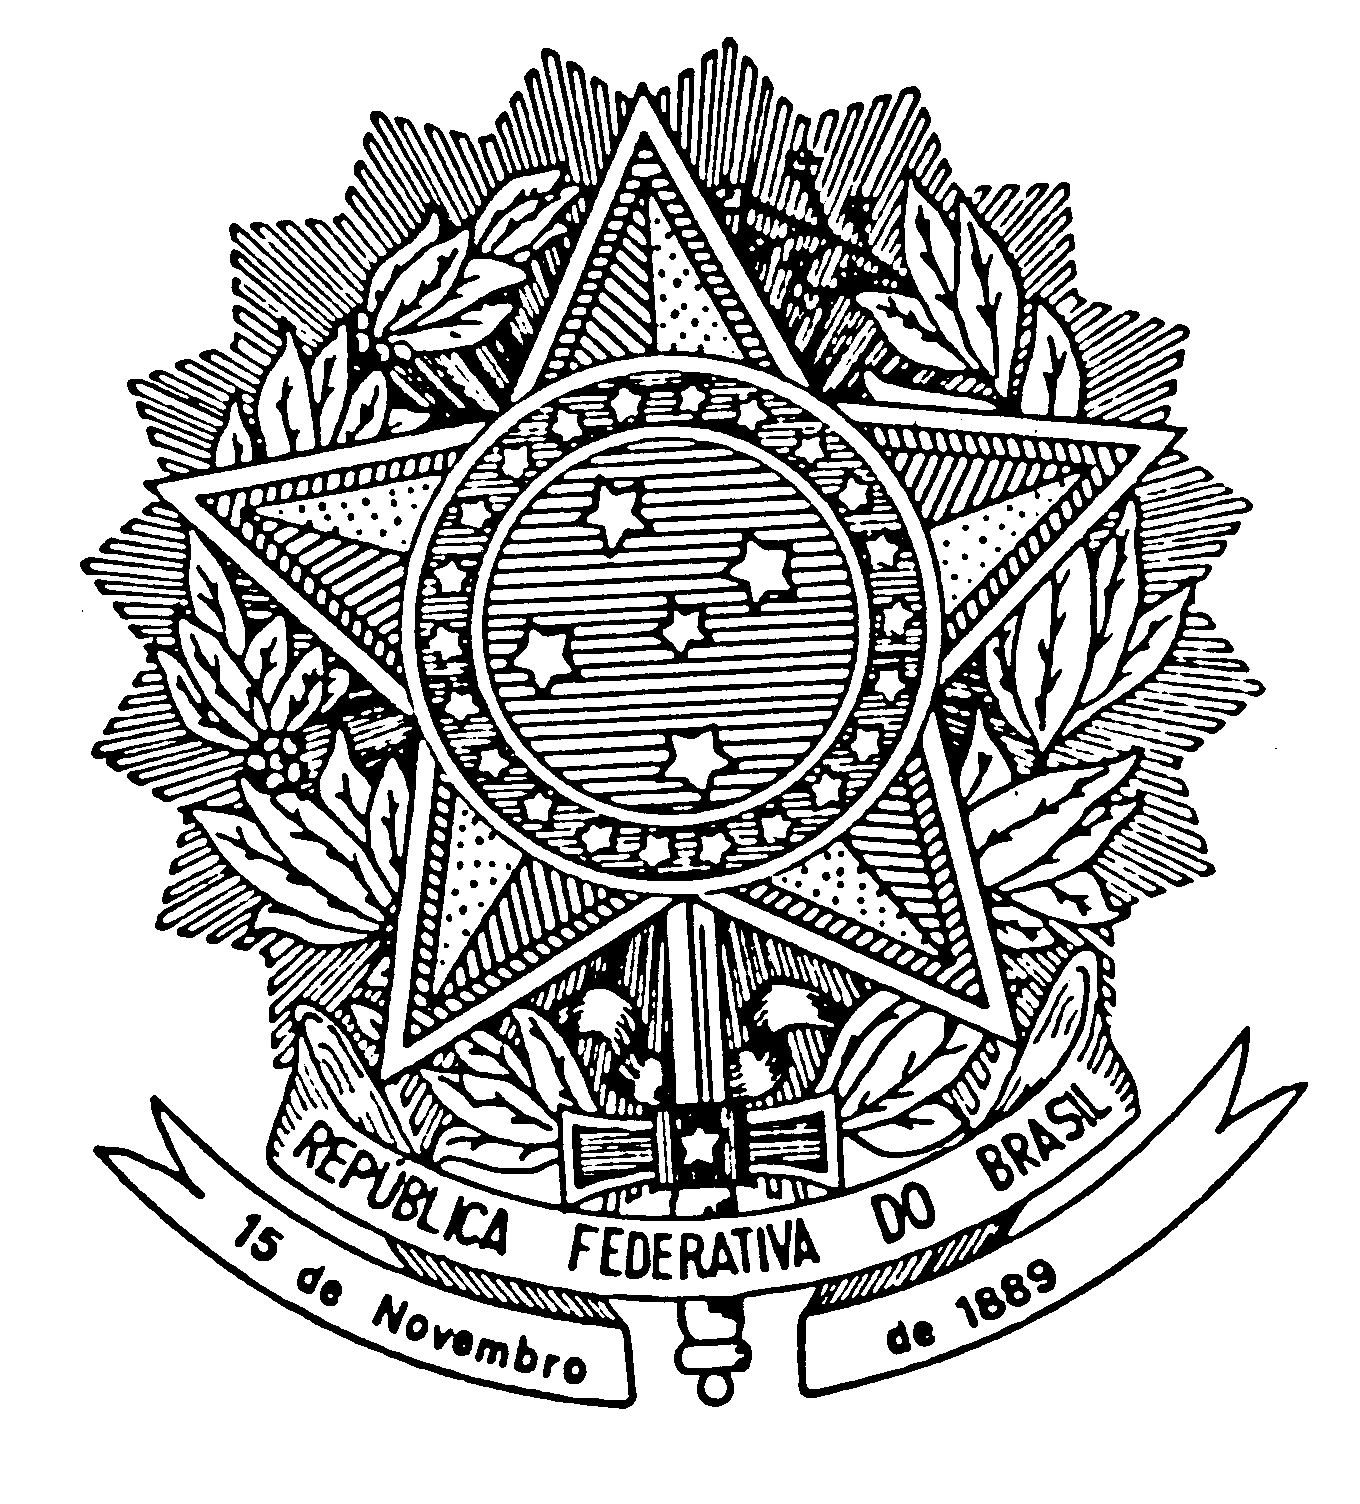 REPÚBLICA FEDERATIVA DO BRASIL
15 de Novembro de 1889